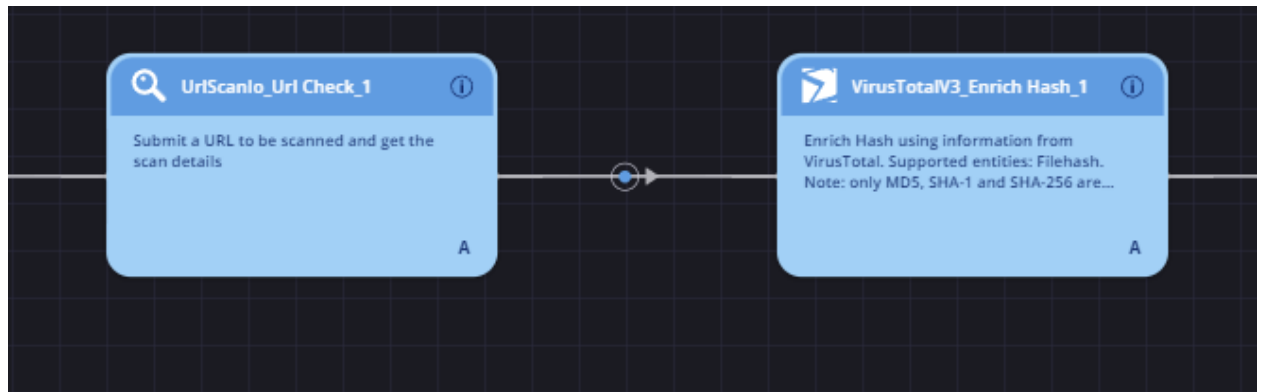 UrlScanIo_Url Check_1
Submit a URL to be scanned and get the
scan details
A
VirusTotalV3_Enrich Hash_1
Enrich Hash using information from
VirusTotal. Supported entities: Filehash.
Note: only MD5, SHA-1 and SHA-256 are...
A